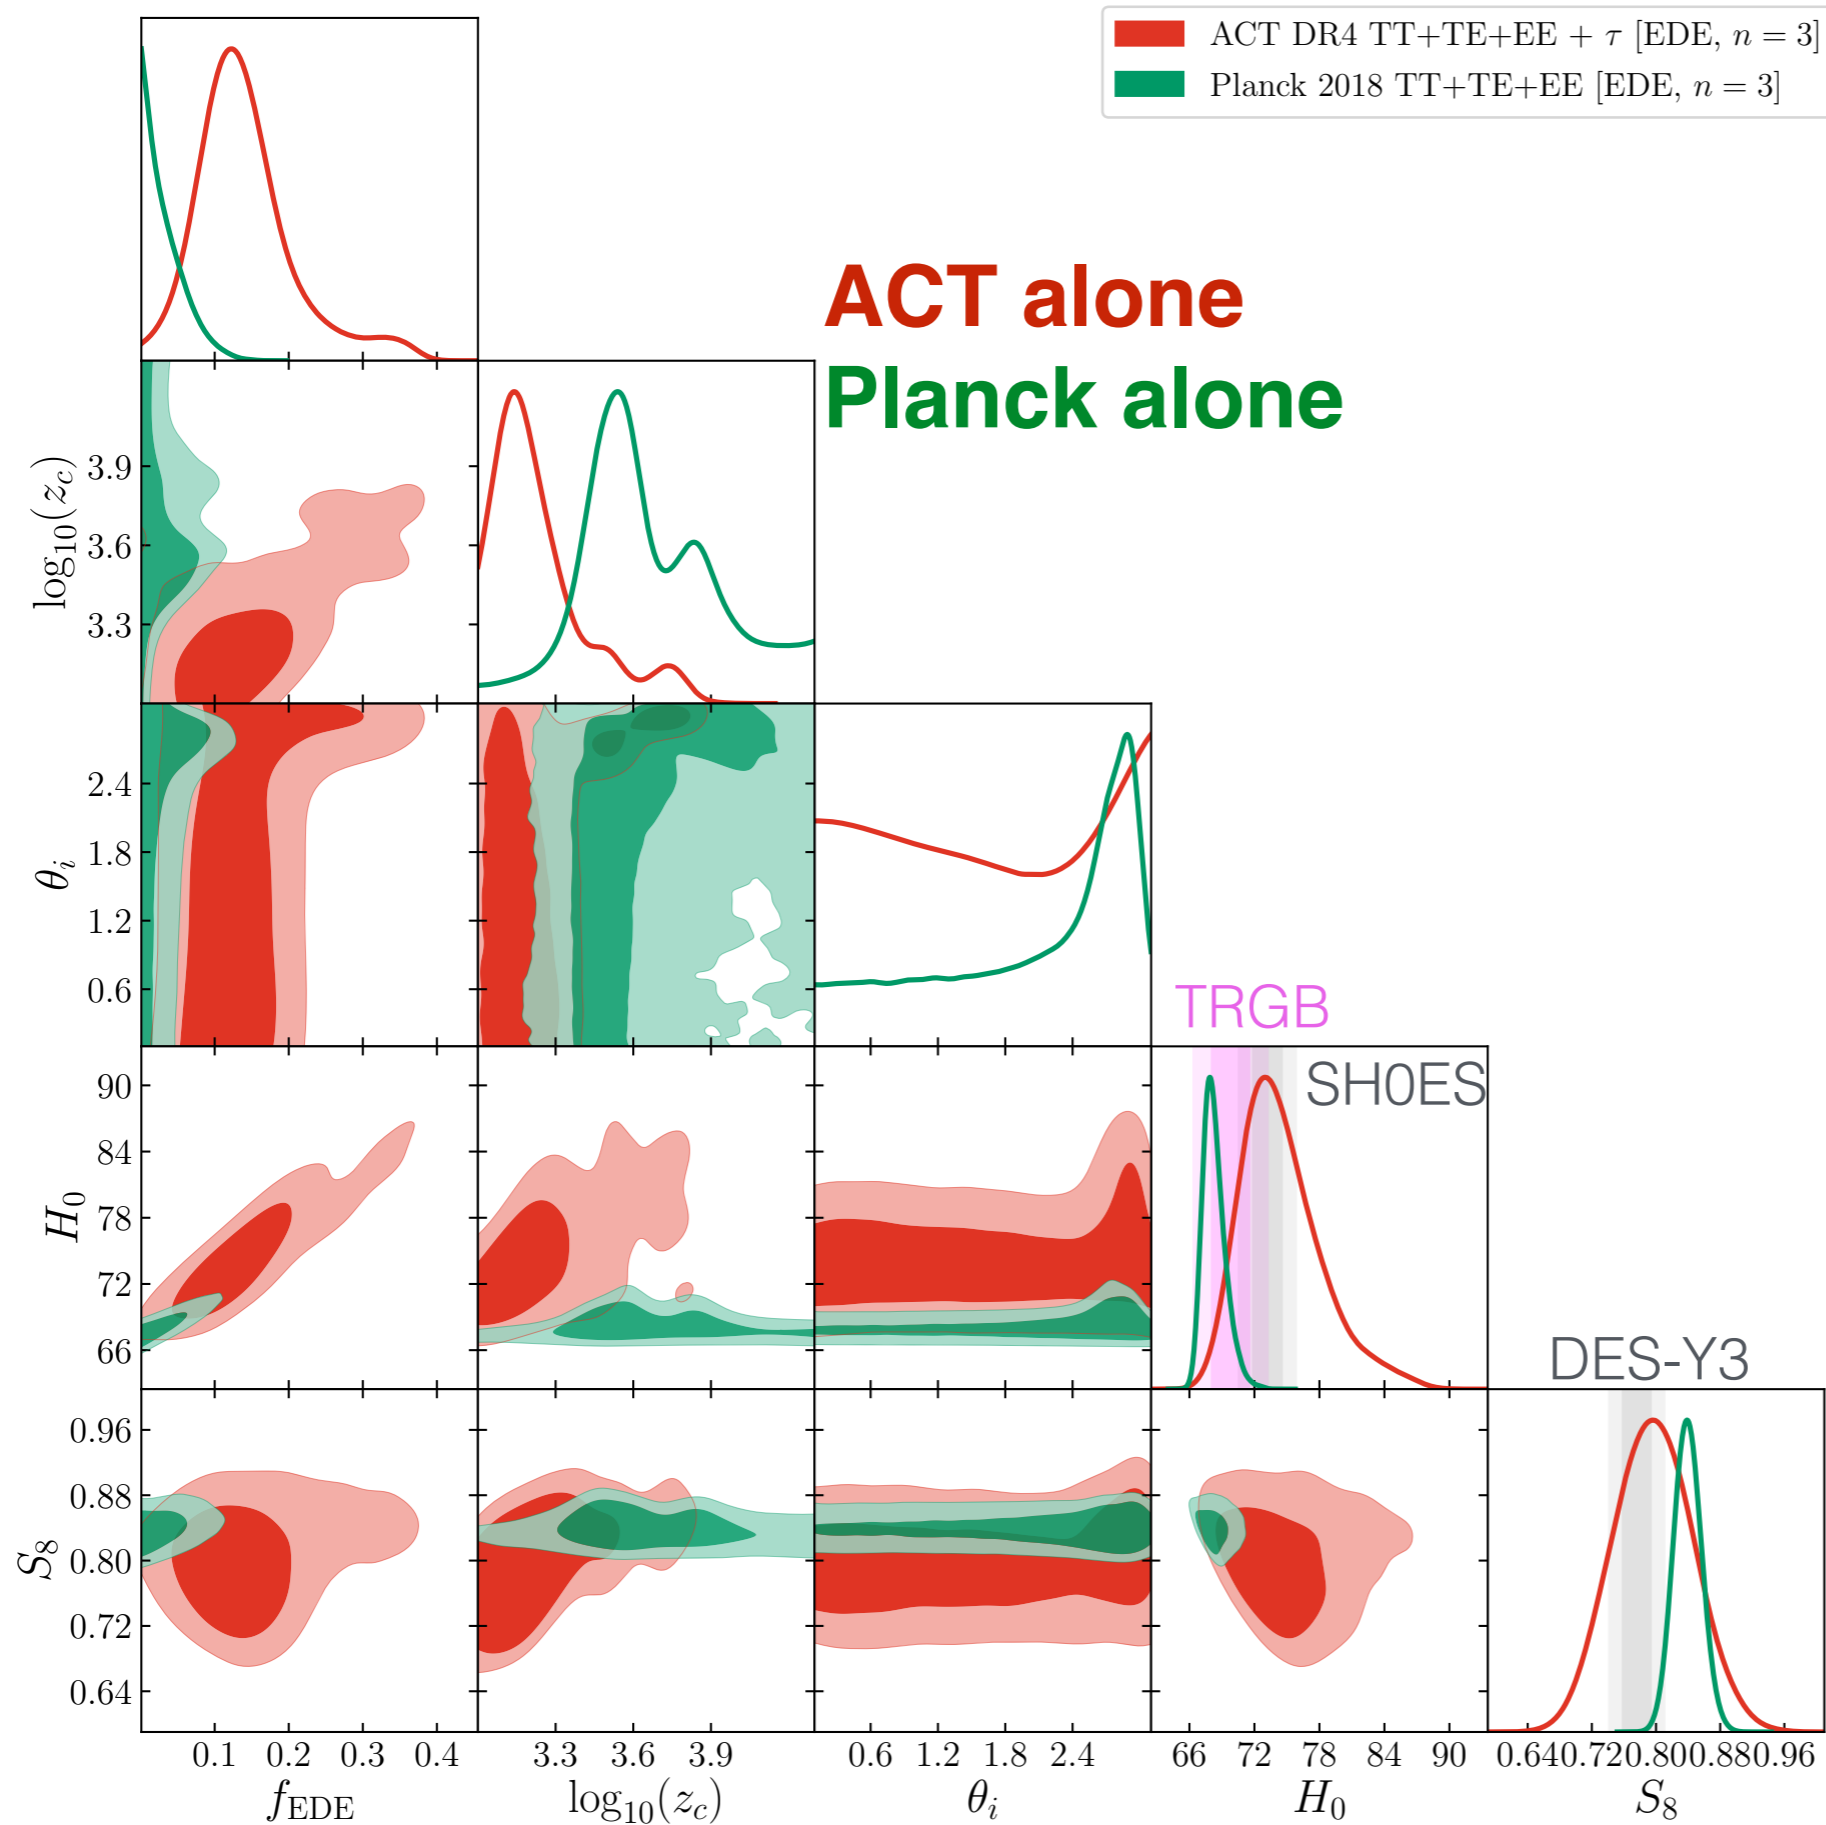 ACT DR4 TT+TE+EE + τ [EDE, n = 3]
Planck 2018 TT+TE+EE [EDE, n = 3]
ACT alone
Planck alone
log₁₀(z_c)
3.9
3.6
3.3
θᵢ
2.4
1.8
1.2
0.6
TRGB
SH0ES
H₀
90
84
78
72
66
DES-Y3
S₈
0.96
0.88
0.80
0.72
0.64
0.1 0.2 0.3 0.4 3.3 3.6 3.9 0.6 1.2 1.8 2.4 66 72 78 84 90 0.64 0.72 0.80 0.88 0.96
f_EDE log₁₀(z_c) θᵢ H₀ S₈